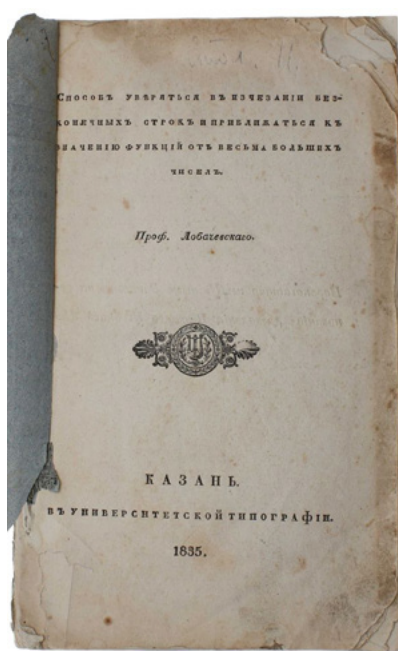 Способъ увѣряться въ изчезаніи без-
конечныхъ строкъ и приближаться къ
значенію функцій отъ весьма большихъ
чиселъ.
Проф. Лобачевскаго.
КАЗАНЬ.
ВЪ УНИВЕРСИТЕТСКОЙ ТИПОГРАФІИ.
1835.